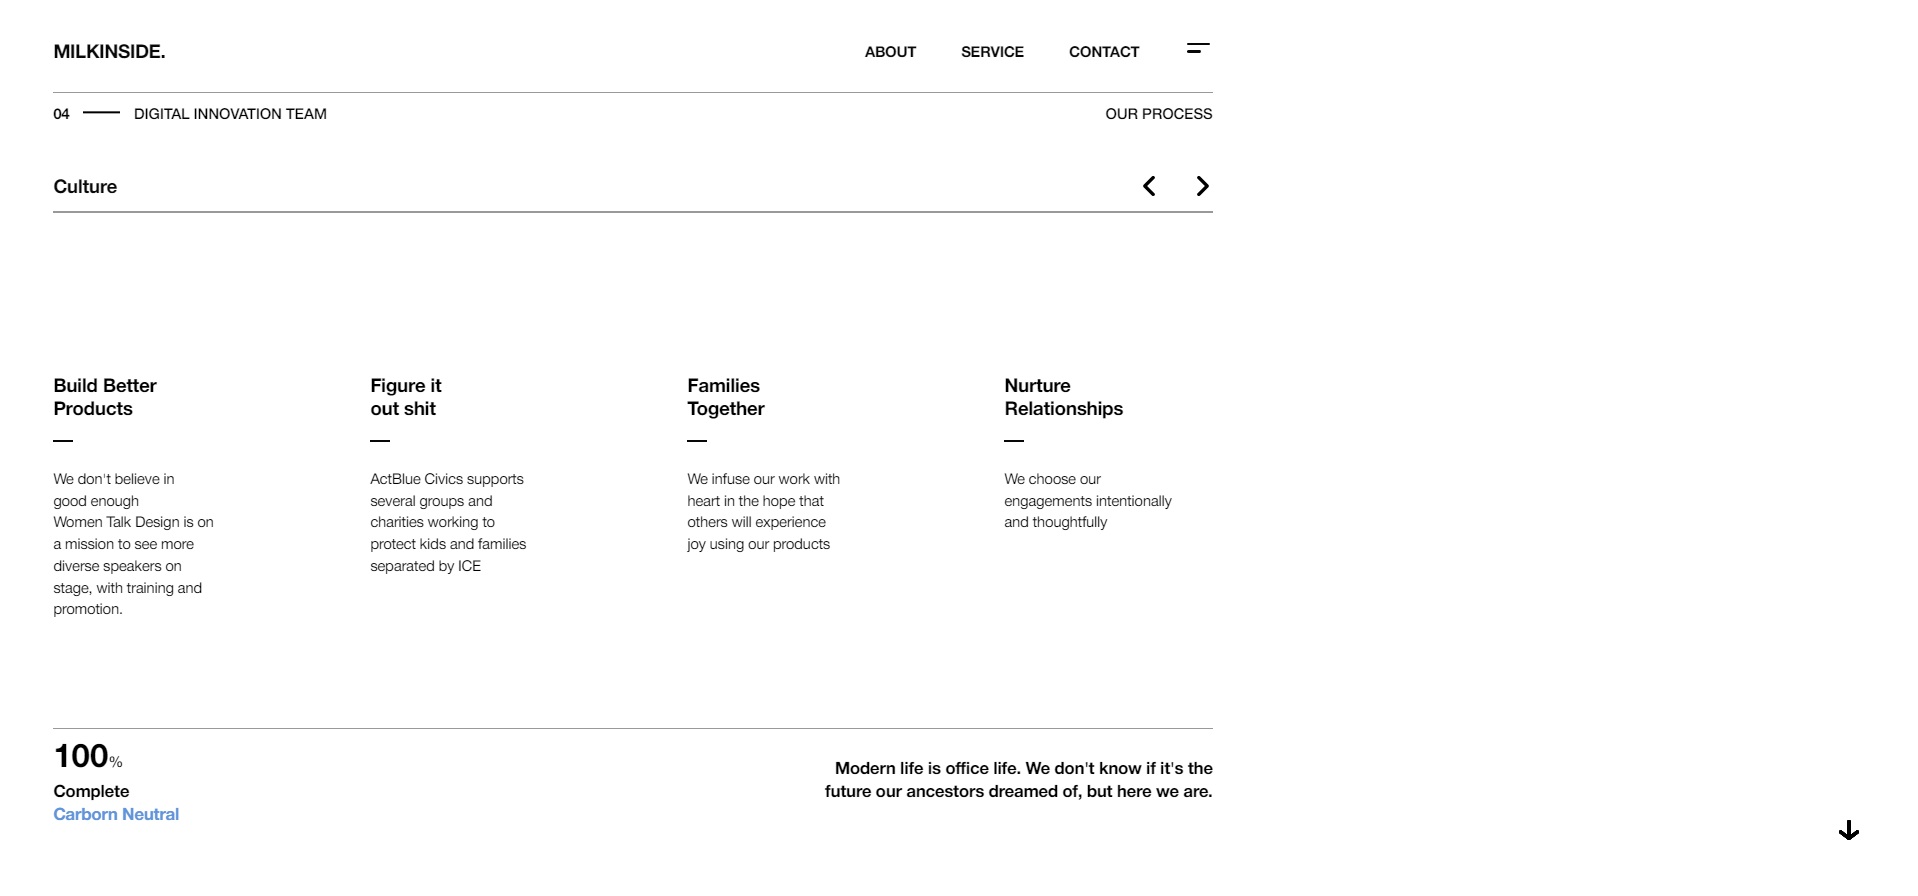 MILKINSIDE.
ABOUT SERVICE CONTACT
04 DIGITAL INNOVATION TEAM
OUR PROCESS
Culture
Build Better
Products
We don't believe in
good enough
Women Talk Design is on
a mission to see more
diverse speakers on
stage, with training and
promotion.
Figure it
out shit
ActBlue Civics supports
several groups and
charities working to
protect kids and families
separated by ICE
Families
Together
We infuse our work with
heart in the hope that
others will experience
joy using our products
Nurture
Relationships
We choose our
engagements intentionally
and thoughtfully
100%
Complete
Carborn Neutral
Modern life is office life. We don't know if it's the
future our ancestors dreamed of, but here we are.